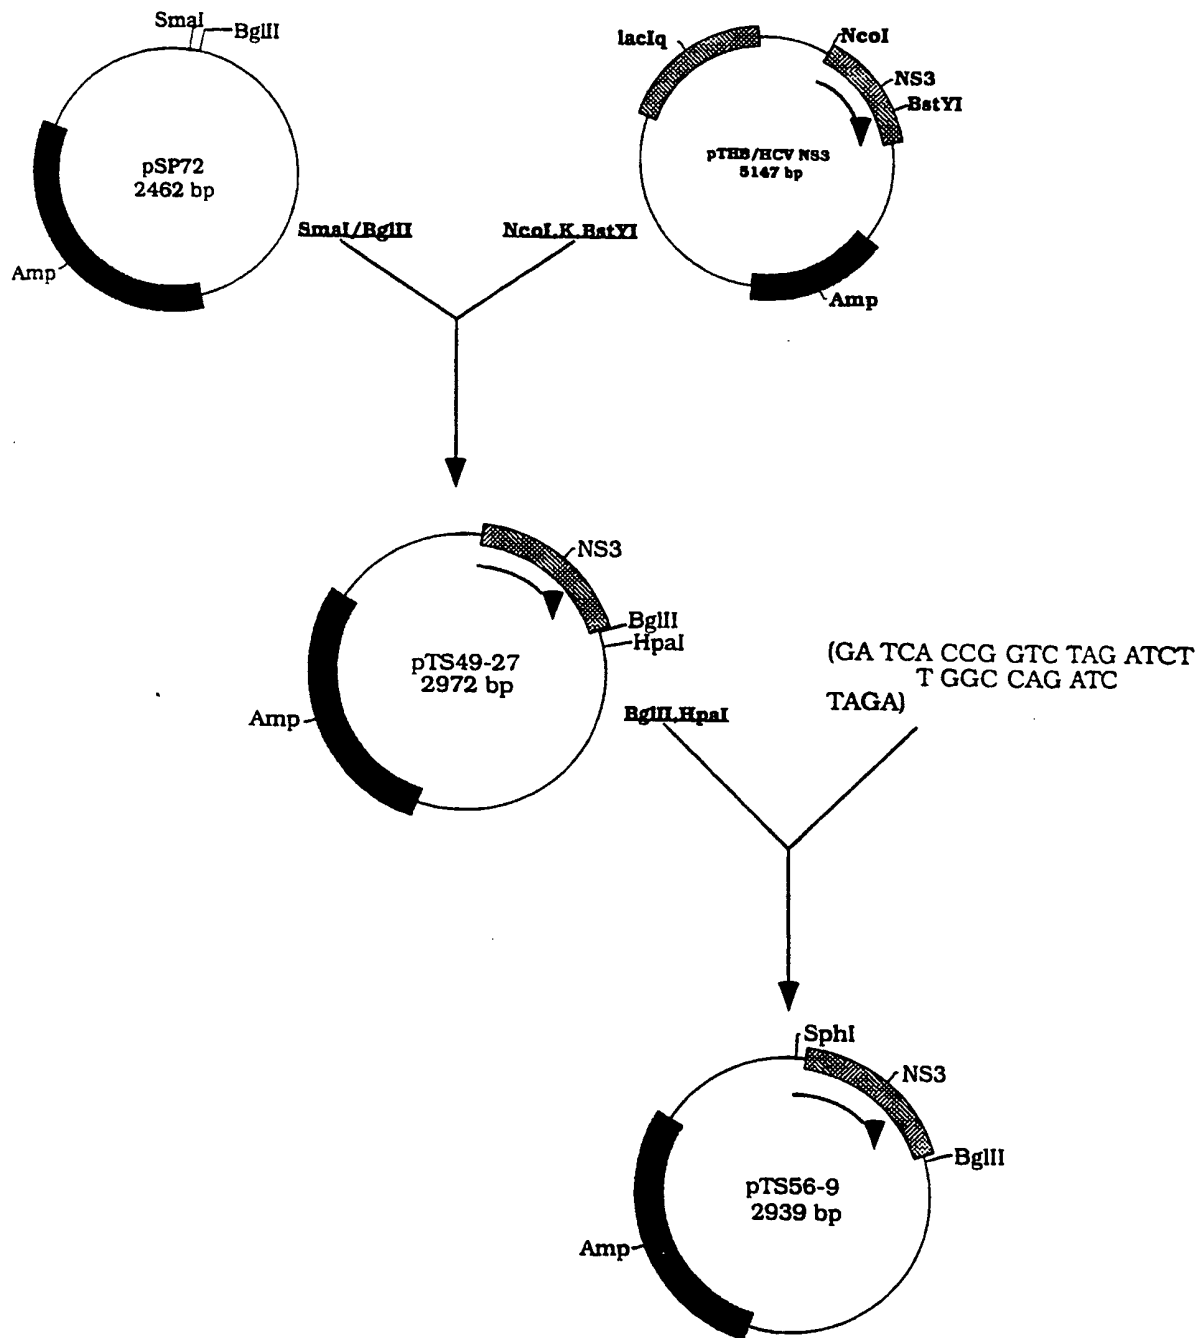 SmaI
BglII
pSP72
2462 bp
Amp
SmaI/BglII
lacIq
NcoI
NS3
BstYI
pTHB/HCV NS3
5147 bp
Amp
NcoI.K.BstYI
NS3
BglII
HpaI
pTS49-27
2972 bp
Amp
BglII,HpaI
(GA TCA CCG GTC TAG ATCT
T GGC CAG ATC
TAGA)
SphI
NS3
BglII
pTS56-9
2939 bp
Amp